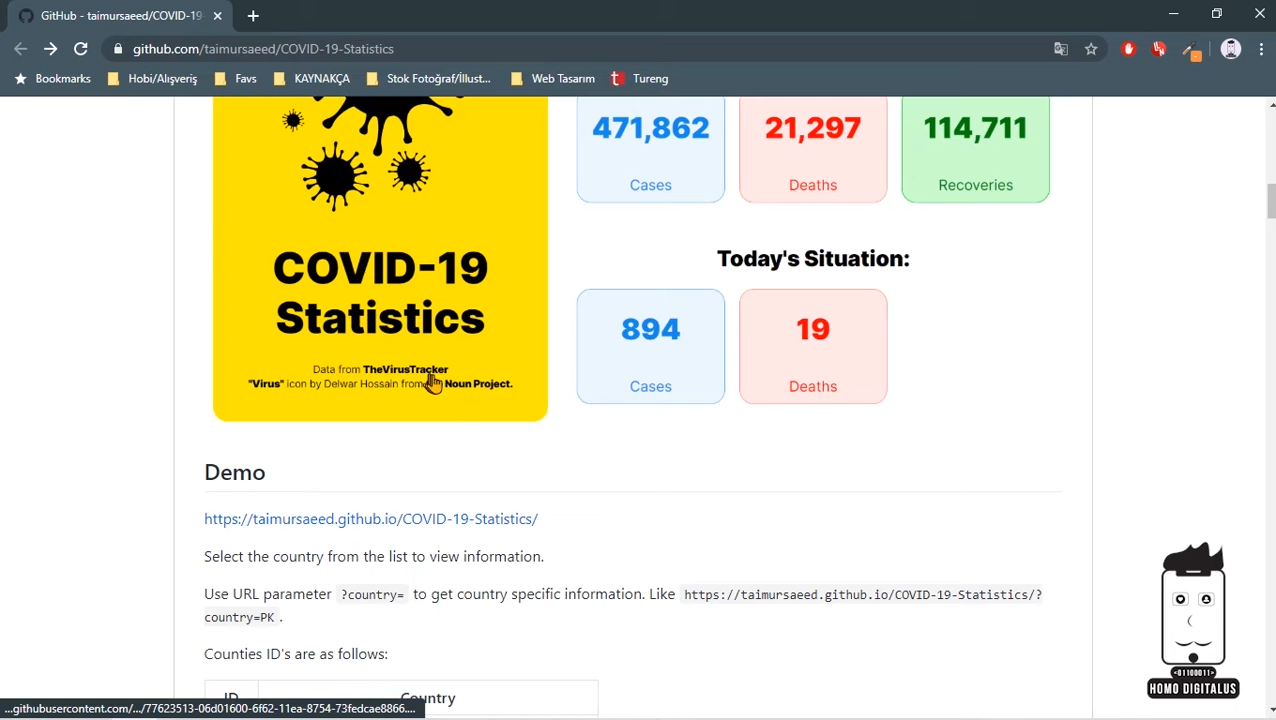 GitHub - taimursaeed/COVID-19-
github.com/taimursaeed/COVID-19-Statistics
Bookmarks
Hobi/Alışveriş
Favs
KAYNAKÇA
Stok Fotoğraf/İllust...
Web Tasarım
t Tureng
471,862
Cases
21,297
Deaths
114,711
Recoveries
COVID-19
Statistics
Data from TheVirusTracker
"Virus" icon by Delwar Hossain from Noun Project.
Today's Situation:
894
Cases
19
Deaths
Demo
https://taimursaeed.github.io/COVID-19-Statistics/
Select the country from the list to view information.
Use URL parameter ?country= to get country specific information. Like https://taimursaeed.github.io/COVID-19-Statistics/?
country=PK .
Counties ID's are as follows:
ID Country
...githubusercontent.com/.../77623513-06d01600-6f62-11ea-8754-73fedcae8866....
<01100011>
HOMO DIGITALUS